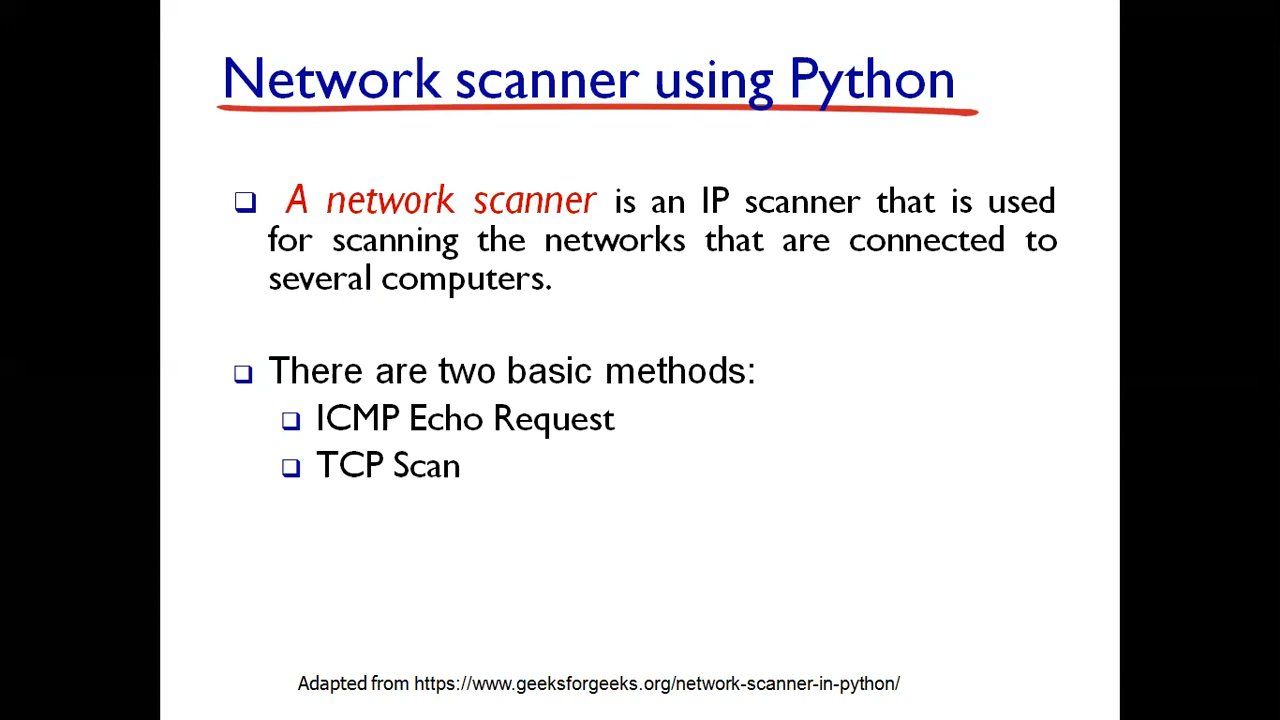 Network scanner using Python
A network scanner is an IP scanner that is used
for scanning the networks that are connected to
several computers.
There are two basic methods:
ICMP Echo Request
TCP Scan
Adapted from https://www.geeksforgeeks.org/network-scanner-in-python/